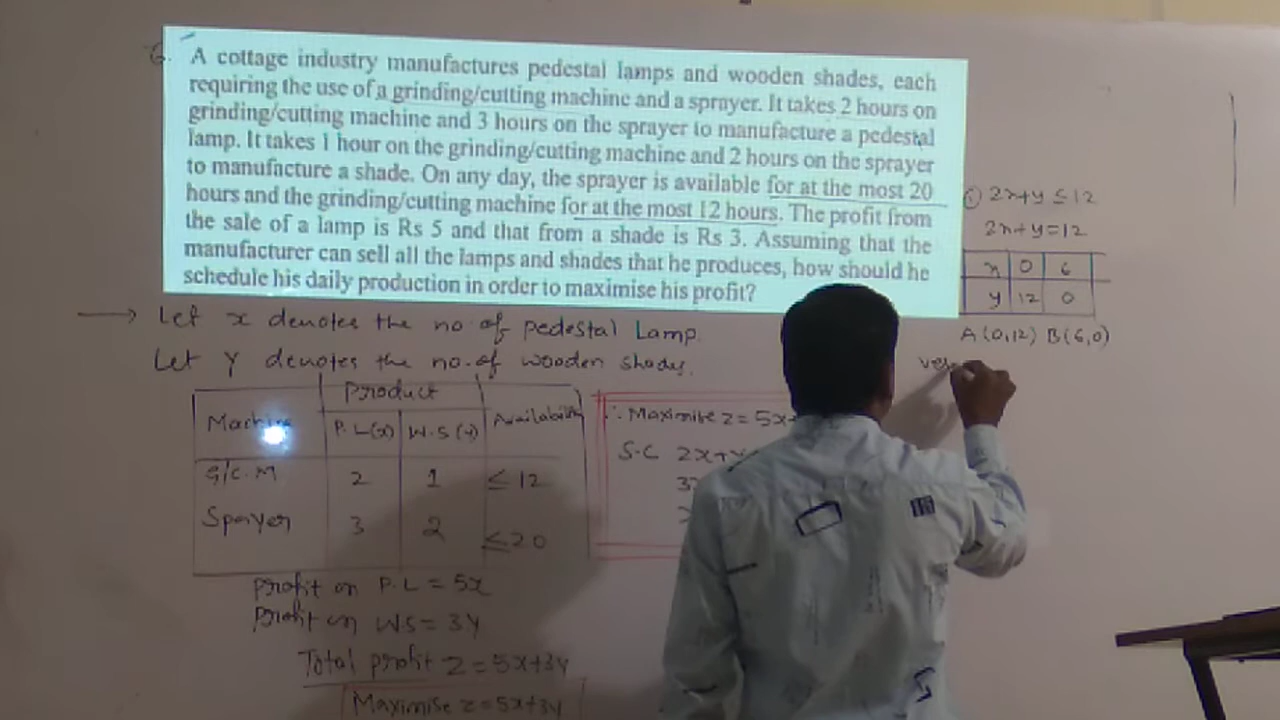 6. A cottage industry manufactures pedestal lamps and wooden shades, each
requiring the use of a grinding/cutting machine and a sprayer. It takes 2 hours on
grinding/cutting machine and 3 hours on the sprayer to manufacture a pedestal
lamp. It takes 1 hour on the grinding/cutting machine and 2 hours on the sprayer
to manufacture a shade. On any day, the sprayer is available for at the most 20
hours and the grinding/cutting machine for at the most 12 hours. The profit from
the sale of a lamp is Rs 5 and that from a shade is Rs 3. Assuming that the
manufacturer can sell all the lamps and shades that he produces, how should he
schedule his daily production in order to maximise his profit?
→ Let x denotes the no. of pedestal Lamp.
Let Y denotes the no. of wooden shades.
Product
Machine P.L(x) W.S(y) Availability
G/C.M 2 1 ≤ 12
Sprayer 3 2 ≤ 20
Profit on P.L = 5x
Profit on WS = 3y
Total profit Z = 5x+3y
Maximise z = 5x+3y
∴ Maximise z = 5x
S.C 2x+y
① 2x+y ≤ 12
2x+y = 12
x 0 6
y 12 0
A(0,12) B(6,0)